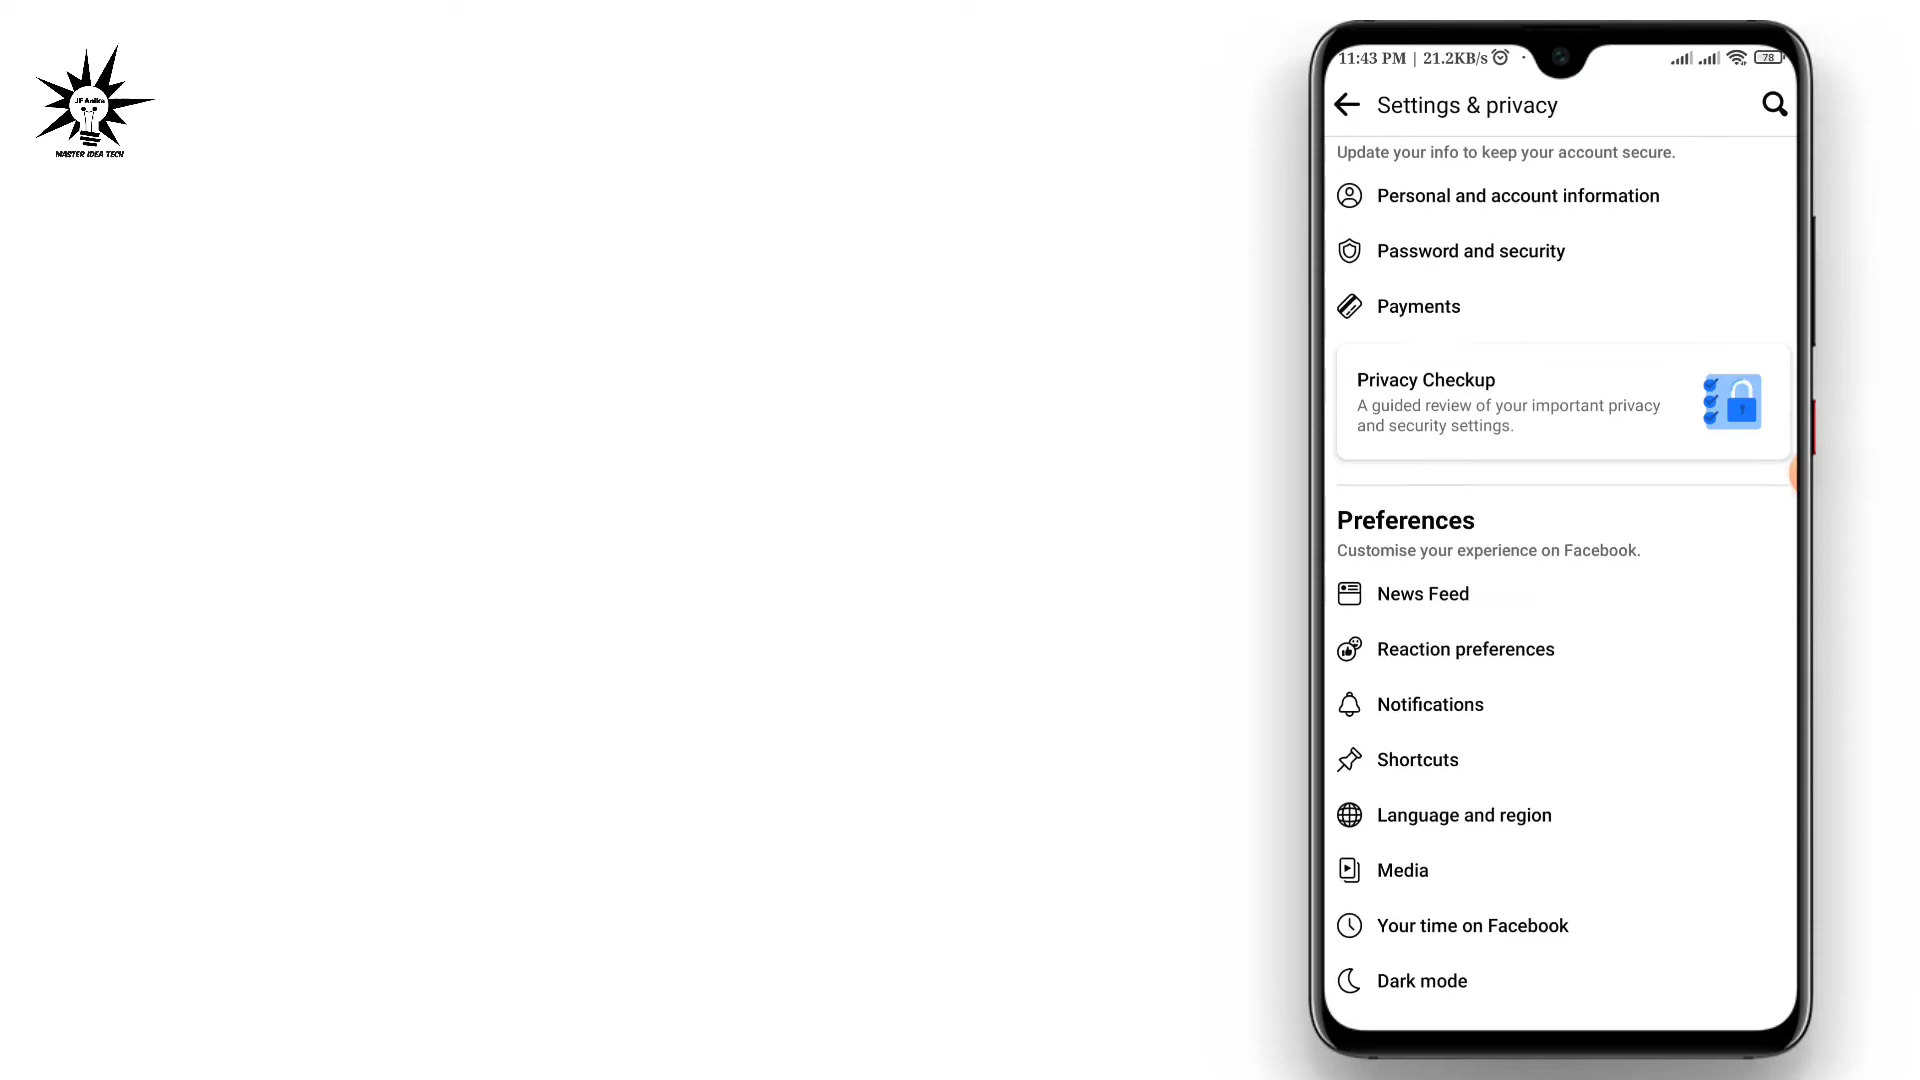 JF Anika
MASTER IDEA TECH
11:43 PM | 21.2KB/s
78
Settings & privacy
Update your info to keep your account secure.
Personal and account information
Password and security
Payments
Privacy Checkup
A guided review of your important privacy
and security settings.
Preferences
Customise your experience on Facebook.
News Feed
Reaction preferences
Notifications
Shortcuts
Language and region
Media
Your time on Facebook
Dark mode